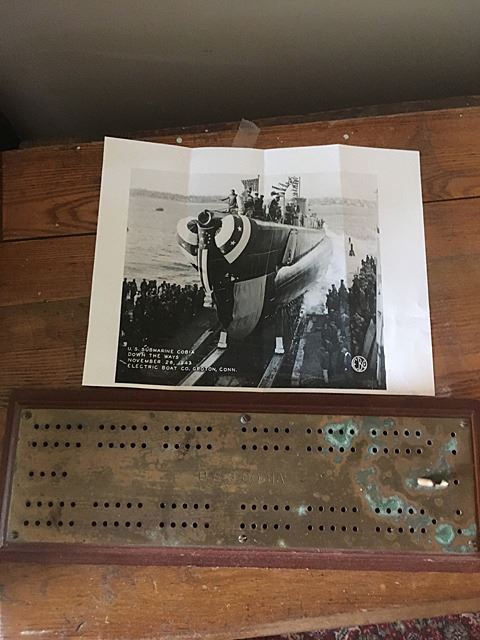 U.S. SUBMARINE COBIA
DOWN THE WAYS
NOVEMBER 28, 1943
ELECTRIC BOAT CO. GROTON, CONN.
U.S.S. COBIA